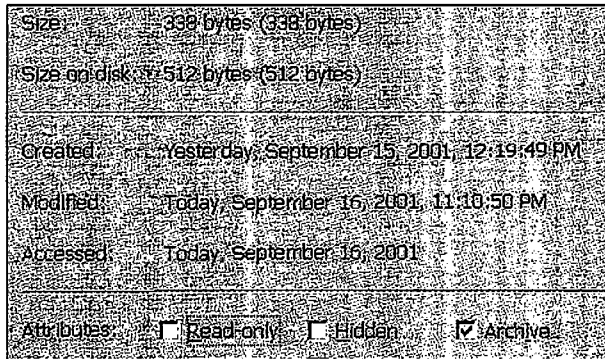 Size: 338 bytes (338 bytes)
Size on disk: 512 bytes (512 bytes)
Created: Yesterday, September 15, 2001, 12:19:49 PM
Modified: Today, September 16, 2001, 11:10:50 PM
Accessed: Today, September 16, 2001
Attributes: Read-only Hidden Archive